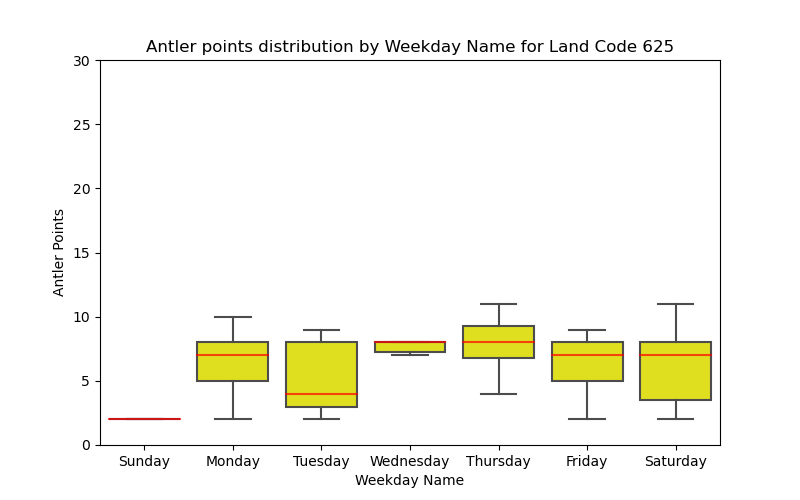 Antler points distribution by Weekday Name for Land Code 625
30
25
20
15
10
5
0
Antler Points
Sunday Monday Tuesday Wednesday Thursday Friday Saturday
Weekday Name